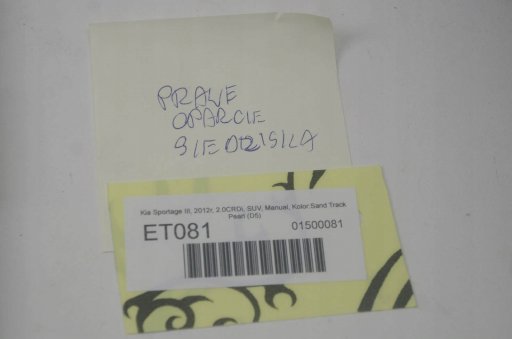 PRAWE
OPARCIE
SIEDZISKA
Kia Sportage III, 2012r, 2.0CRDi, SUV, Manual, Kolor:Sand Track
Pearl (D5)
ET081
01500081